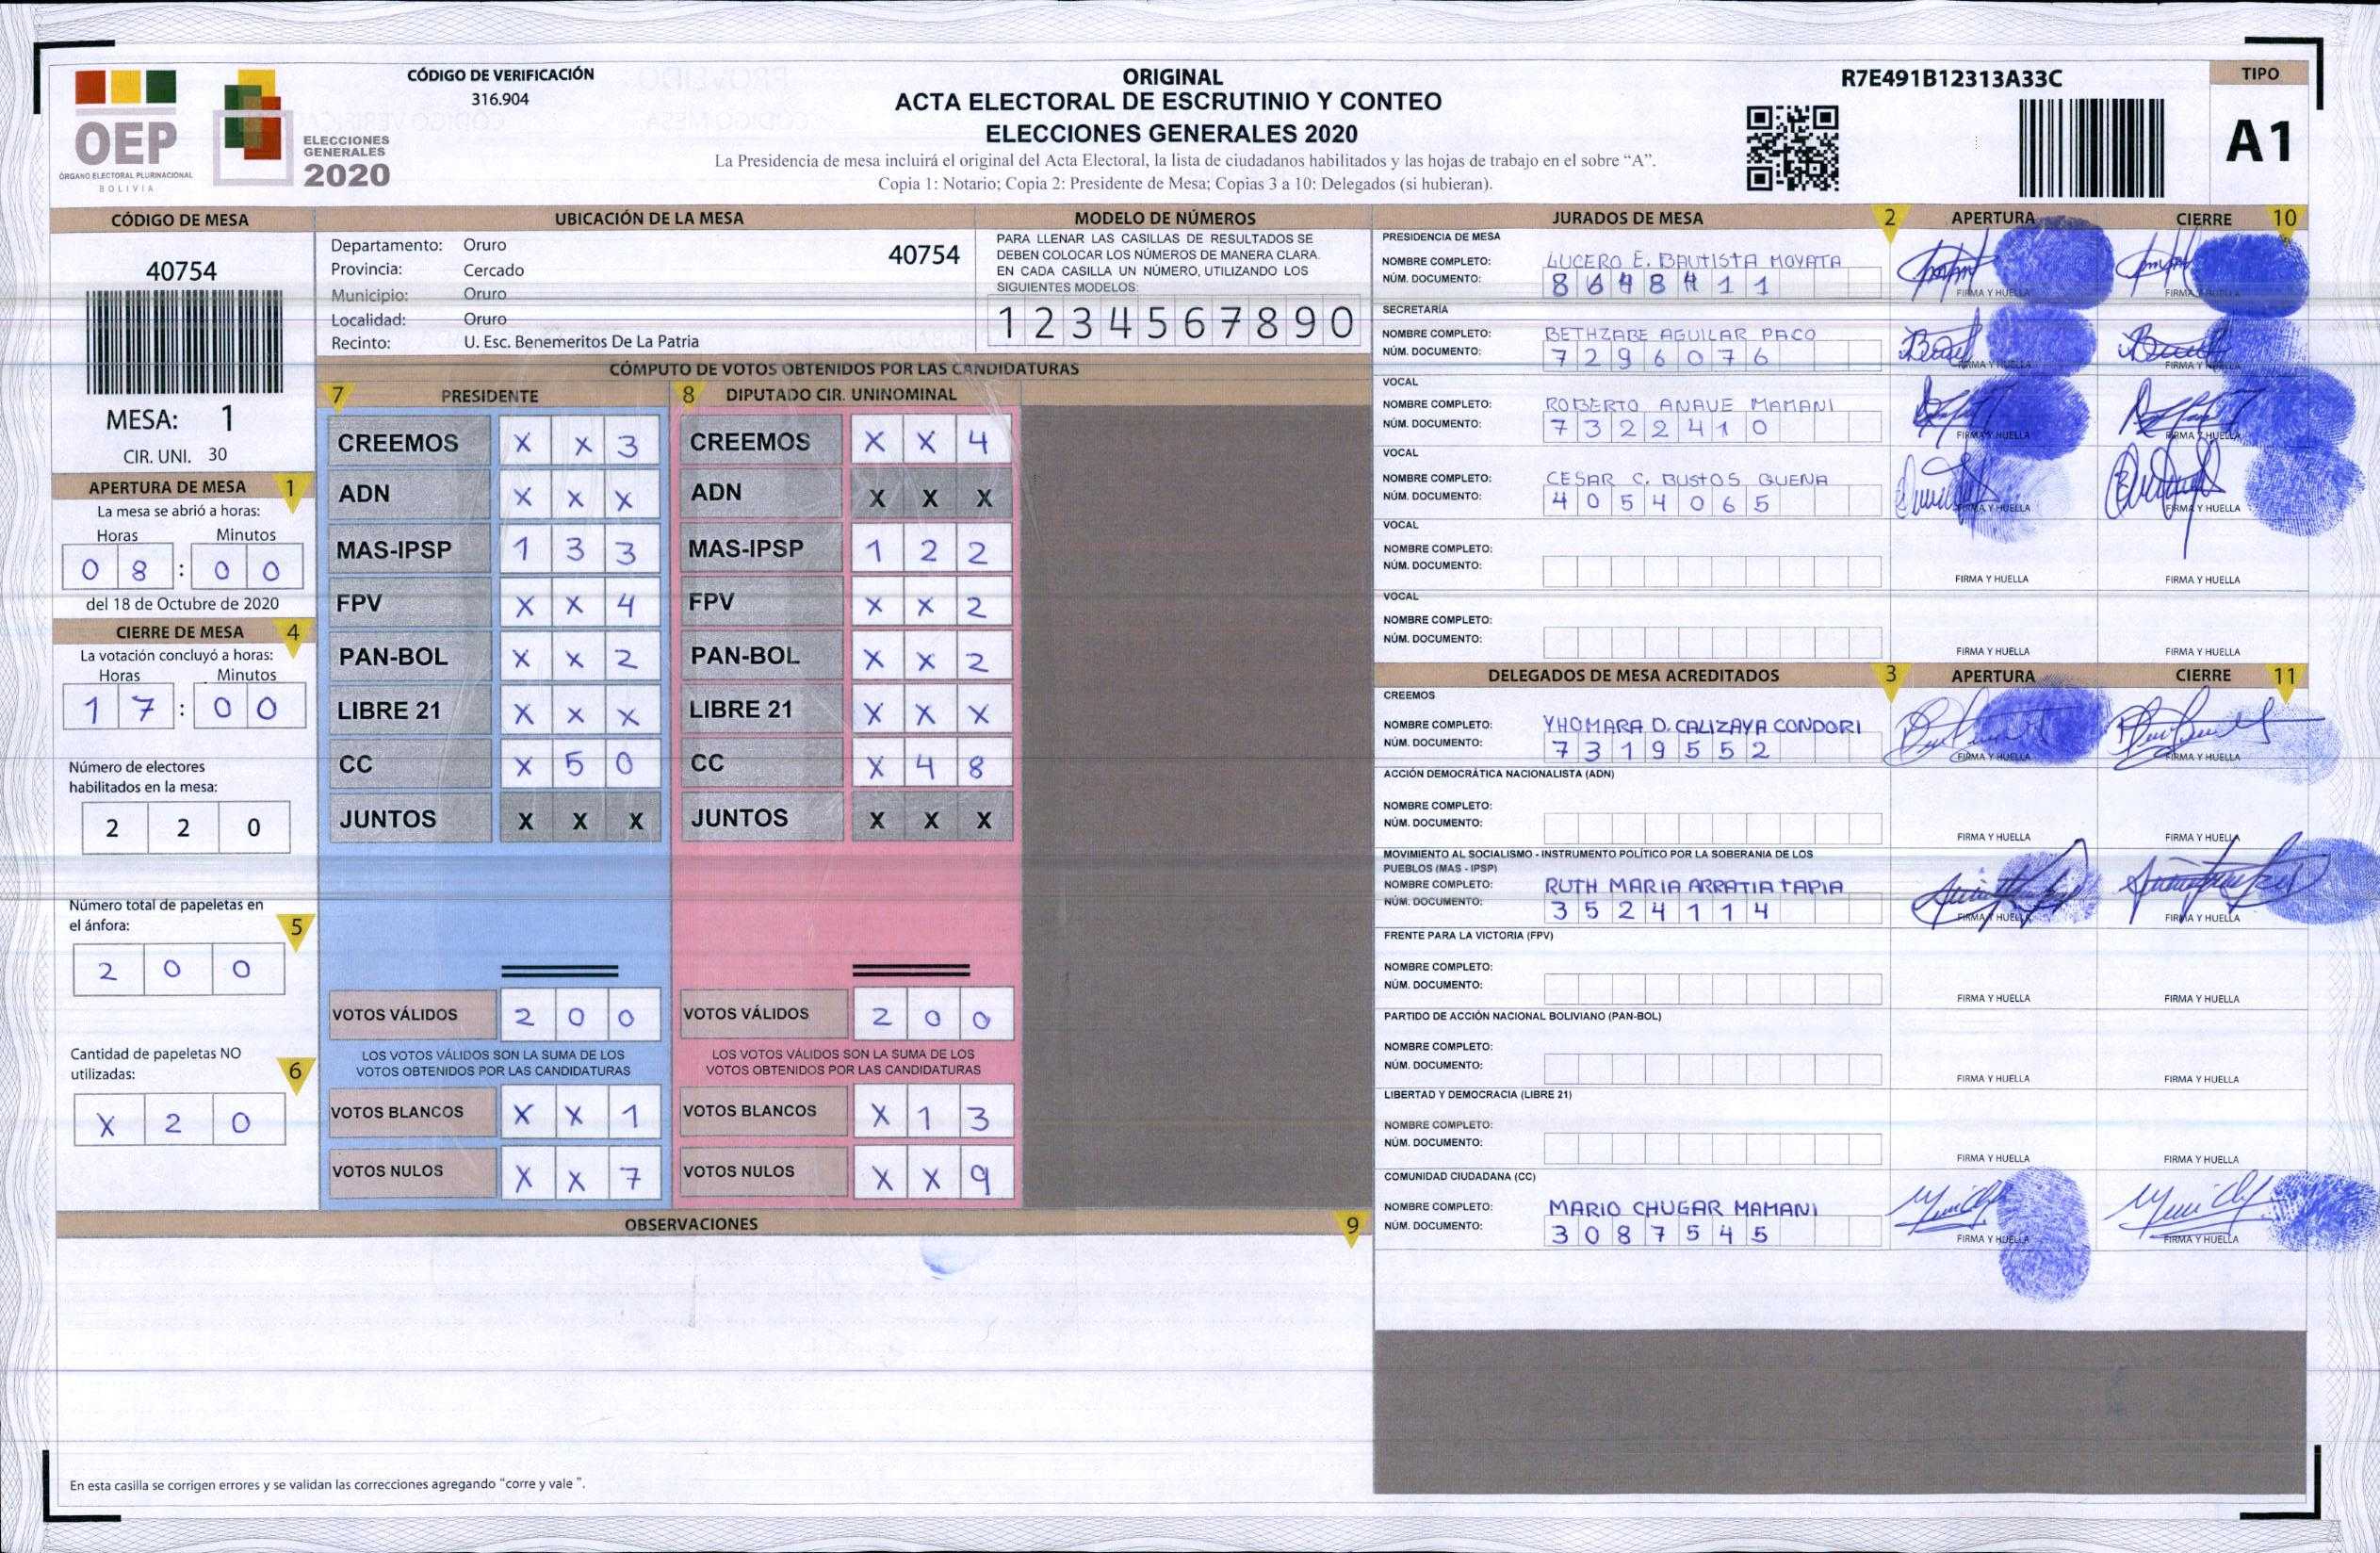 OEP
ÓRGANO ELECTORAL PLURINACIONAL
BOLIVIA
ELECCIONES
GENERALES
2020
CÓDIGO DE VERIFICACIÓN
316.904
ORIGINAL
ACTA ELECTORAL DE ESCRUTINIO Y CONTEO
ELECCIONES GENERALES 2020
La Presidencia de mesa incluirá el original del Acta Electoral, la lista de ciudadanos habilitados y las hojas de trabajo en el sobre “A”.
Copia 1: Notario; Copia 2: Presidente de Mesa; Copias 3 a 10: Delegados (si hubieran).
R7E491B12313A33C
TIPO
A1
CÓDIGO DE MESA
40754
MESA: 1
CIR. UNI. 30
APERTURA DE MESA 1
La mesa se abrió a horas:
Horas Minutos
0 8 : 0 0
del 18 de Octubre de 2020
CIERRE DE MESA 4
La votación concluyó a horas:
Horas Minutos
1 7 : 0 0
Número de electores
habilitados en la mesa:
2 2 0
Número total de papeletas en
el ánfora: 5
2 0 0
Cantidad de papeletas NO
utilizadas: 6
X 2 0
UBICACIÓN DE LA MESA
Departamento: Oruro 40754
Provincia: Cercado
Municipio: Oruro
Localidad: Oruro
Recinto: U. Esc. Benemeritos De La Patria
MODELO DE NÚMEROS
PARA LLENAR LAS CASILLAS DE RESULTADOS SE
DEBEN COLOCAR LOS NÚMEROS DE MANERA CLARA.
EN CADA CASILLA UN NÚMERO, UTILIZANDO LOS
SIGUIENTES MODELOS:
1 2 3 4 5 6 7 8 9 0
CÓMPUTO DE VOTOS OBTENIDOS POR LAS CANDIDATURAS
7 PRESIDENTE
CREEMOS X X 3
ADN X X X
MAS-IPSP 1 3 3
FPV X X 4
PAN-BOL X X 2
LIBRE 21 X X X
CC X 5 0
JUNTOS X X X
VOTOS VÁLIDOS 2 0 0
LOS VOTOS VÁLIDOS SON LA SUMA DE LOS
VOTOS OBTENIDOS POR LAS CANDIDATURAS
VOTOS BLANCOS X X 1
VOTOS NULOS X X 7
8 DIPUTADO CIR. UNINOMINAL
CREEMOS X X 4
ADN X X X
MAS-IPSP 1 2 2
FPV X X 2
PAN-BOL X X 2
LIBRE 21 X X X
CC X 4 8
JUNTOS X X X
VOTOS VÁLIDOS 2 0 0
LOS VOTOS VÁLIDOS SON LA SUMA DE LOS
VOTOS OBTENIDOS POR LAS CANDIDATURAS
VOTOS BLANCOS X 1 3
VOTOS NULOS X X 9
OBSERVACIONES 9
En esta casilla se corrigen errores y se validan las correcciones agregando “corre y vale ”.
JURADOS DE MESA 2 APERTURA CIERRE 10
PRESIDENCIA DE MESA
NOMBRE COMPLETO: LUCERO E. BAUTISTA MOYATA
NÚM. DOCUMENTO: 8 6 4 8 4 1 1
FIRMA Y HUELLA FIRMA Y HUELLA
SECRETARÍA
NOMBRE COMPLETO: BETHZABE AGUILAR PACO
NÚM. DOCUMENTO: 7 2 9 6 0 7 6
FIRMA Y HUELLA FIRMA Y HUELLA
VOCAL
NOMBRE COMPLETO: ROBERTO ANAVE MAMANI
NÚM. DOCUMENTO: 7 3 2 2 4 1 0
FIRMA Y HUELLA FIRMA Y HUELLA
VOCAL
NOMBRE COMPLETO: CESAR C. BUSTOS GUENA
NÚM. DOCUMENTO: 4 0 5 4 0 6 5
FIRMA Y HUELLA FIRMA Y HUELLA
VOCAL
NOMBRE COMPLETO:
NÚM. DOCUMENTO:
FIRMA Y HUELLA FIRMA Y HUELLA
VOCAL
NOMBRE COMPLETO:
NÚM. DOCUMENTO:
FIRMA Y HUELLA FIRMA Y HUELLA
DELEGADOS DE MESA ACREDITADOS 3 APERTURA CIERRE 11
CREEMOS
NOMBRE COMPLETO: YHOMARA D. CALIZAYA CONDORI
NÚM. DOCUMENTO: 7 3 1 9 5 5 2
FIRMA Y HUELLA FIRMA Y HUELLA
ACCIÓN DEMOCRÁTICA NACIONALISTA (ADN)
NOMBRE COMPLETO:
NÚM. DOCUMENTO:
FIRMA Y HUELLA FIRMA Y HUELLA
MOVIMIENTO AL SOCIALISMO - INSTRUMENTO POLÍTICO POR LA SOBERANIA DE LOS
PUEBLOS (MAS - IPSP)
NOMBRE COMPLETO: RUTH MARIA ARRATIA TAPIA
NÚM. DOCUMENTO: 3 5 2 4 1 1 4
FIRMA Y HUELLA FIRMA Y HUELLA
FRENTE PARA LA VICTORIA (FPV)
NOMBRE COMPLETO:
NÚM. DOCUMENTO:
FIRMA Y HUELLA FIRMA Y HUELLA
PARTIDO DE ACCIÓN NACIONAL BOLIVIANO (PAN-BOL)
NOMBRE COMPLETO:
NÚM. DOCUMENTO:
FIRMA Y HUELLA FIRMA Y HUELLA
LIBERTAD Y DEMOCRACIA (LIBRE 21)
NOMBRE COMPLETO:
NÚM. DOCUMENTO:
FIRMA Y HUELLA FIRMA Y HUELLA
COMUNIDAD CIUDADANA (CC)
NOMBRE COMPLETO: MARIO CHUGAR MAMANI
NÚM. DOCUMENTO: 3 0 8 7 5 4 5
FIRMA Y HUELLA FIRMA Y HUELLA